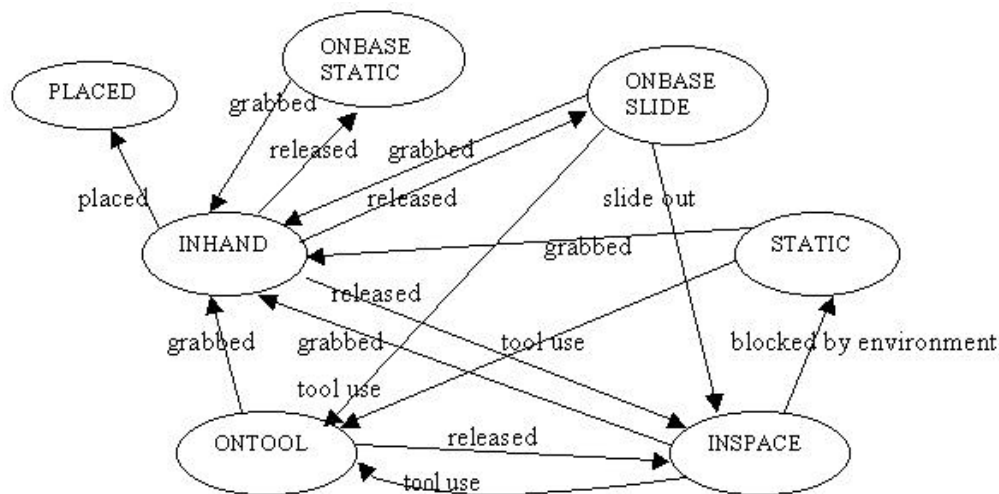 ONBASE
STATIC
ONBASE
SLIDE
PLACED
grabbed
released
grabbed
placed
released
slide out
INHAND
grabbed
STATIC
released
grabbed
grabbed
tool use
blocked by environment
tool use
ONTOOL
released
INSPACE
tool use